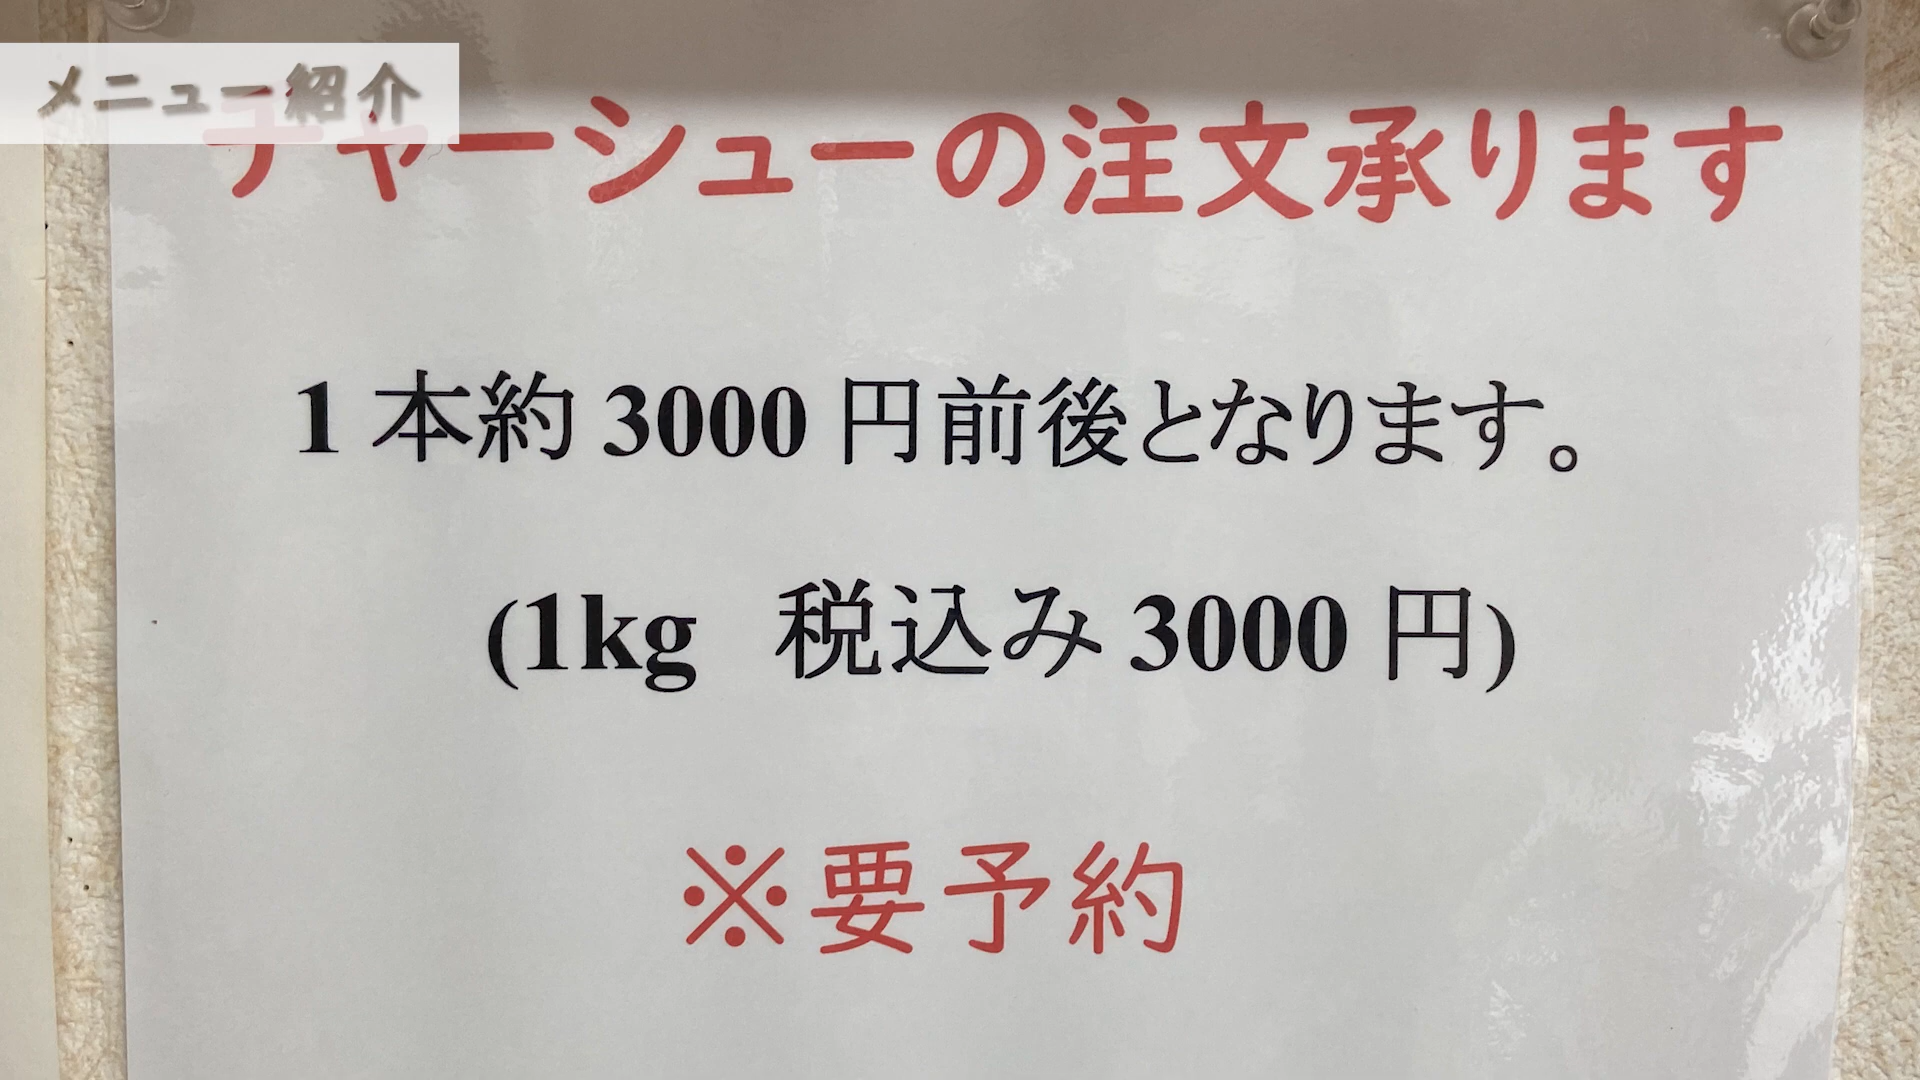 メニュー紹介
チャーシューの注文承ります
1本約3000円前後となります。
(1kg 税込み3000円)
※要予約